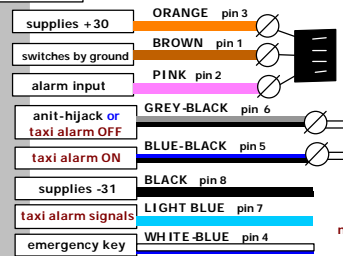 supplies +30 ORANGE pin 3
switches by ground BROWN pin 1
alarm input PINK pin 2
anit-hijack or
taxi alarm OFF GREY-BLACK pin 6
taxi alarm ON BLUE-BLACK pin 5
supplies -31 BLACK pin 8
taxi alarm signals LIGHT BLUE pin 7
emergency key WHITE-BLUE pin 4